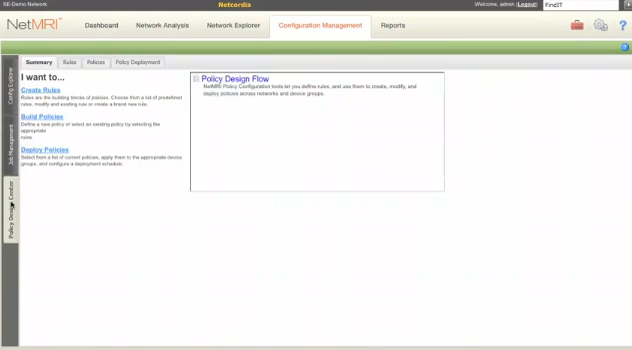 SE-Demo Network
Netcordia
Welcome, admin (Logout)
FindIT
NetMRI™
Dashboard
Network Analysis
Network Explorer
Configuration Management
Reports
?
?
Summary
Rules
Policies
Policy Deployment
Config Explorer
Job Management
Policy Design Center
I want to...
Create Rules
Rules are the building blocks of policies. Choose from a list of predefined
rules, modify and existing rule or create a brand new rule.
Build Policies
Define a new policy or select an existing policy by selecting the
appropriate
rules.
Deploy Policies
Select from a list of current policies, apply them to the appropriate device
groups, and configure a deployment schedule.
Policy Design Flow
NetMRI Policy Configuration tools let you define rules, and use them to create, modify, and
deploy policies across networks and device groups.